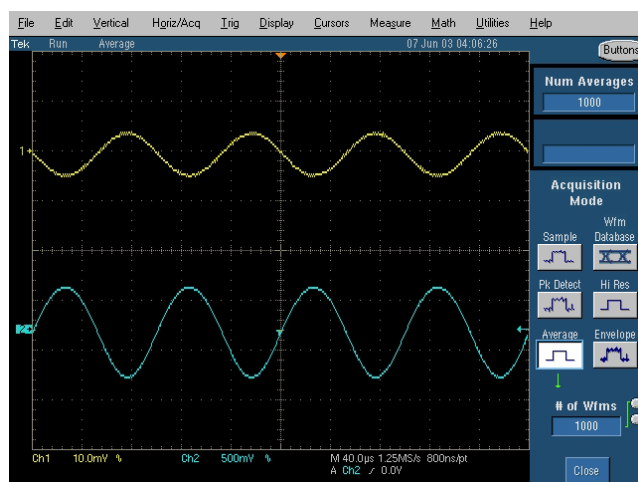 File Edit Vertical Horiz/Acq Trig Display Cursors Measure Math Utilities Help
Tek Run Average 07 Jun 03 04:06:26
Buttons
Num Averages
1000
Acquisition
Mode
Sample
Wfm
Database
Pk Detect
Hi Res
Average
Envelope
# of Wfms
1000
Close
1
Ch1 10.0mV Ch2 500mV M 40.0µs 1.25MS/s 800ns/pt
A Ch2 0.0V